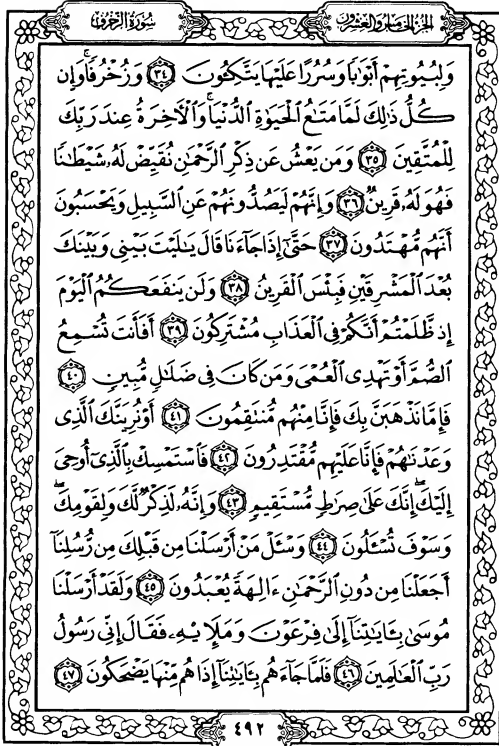 سورة الزخرف
الجزء الخامس والعشرون
وَلِبُيُوتِهِمْ أَبْوَٰبًا وَسُرُرًا عَلَيْهَا يَتَّكِـُٔونَ ٣٤ وَزُخْرُفًا ۚ وَإِن
كُلُّ ذَٰلِكَ لَمَّا مَتَـٰعُ ٱلْحَيَوٰةِ ٱلدُّنْيَا ۚ وَٱلْـَٔاخِرَةُ عِندَ رَبِّكَ
لِلْمُتَّقِينَ ٣٥ وَمَن يَعْشُ عَن ذِكْرِ ٱلرَّحْمَـٰنِ نُقَيِّضْ لَهُۥ شَيْطَـٰنًا
فَهُوَ لَهُۥ قَرِينٌ ٣٦ وَإِنَّهُمْ لَيَصُدُّونَهُمْ عَنِ ٱلسَّبِيلِ وَيَحْسَبُونَ
أَنَّهُم مُّهْتَدُونَ ٣٧ حَتَّىٰٓ إِذَا جَآءَنَا قَالَ يَـٰلَيْتَ بَيْنِى وَبَيْنَكَ
بُعْدَ ٱلْمَشْرِقَيْنِ فَبِئْسَ ٱلْقَرِينُ ٣٨ وَلَن يَنفَعَكُمُ ٱلْيَوْمَ
إِذ ظَّلَمْتُمْ أَنَّكُمْ فِى ٱلْعَذَابِ مُشْتَرِكُونَ ٣٩ أَفَأَنتَ تُسْمِعُ
ٱلصُّمَّ أَوْ تَهْدِى ٱلْعُمْىَ وَمَن كَانَ فِى ضَلَـٰلٍ مُّبِينٍ ٤٠
فَإِمَّا نَذْهَبَنَّ بِكَ فَإِنَّا مِنْهُم مُّنتَقِمُونَ ٤١ أَوْ نُرِيَنَّكَ ٱلَّذِى
وَعَدْنَـٰهُمْ فَإِنَّا عَلَيْهِم مُّقْتَدِرُونَ ٤٢ فَٱسْتَمْسِكْ بِٱلَّذِىٓ أُوحِىَ
إِلَيْكَ ۖ إِنَّكَ عَلَىٰ صِرَٰطٍ مُّسْتَقِيمٍ ٤٣ وَإِنَّهُۥ لَذِكْرٌ لَّكَ وَلِقَوْمِكَ ۖ
وَسَوْفَ تُسْـَٔلُونَ ٤٤ وَسْـَٔلْ مَنْ أَرْسَلْنَا مِن قَبْلِكَ مِن رُّسُلِنَآ
أَجَعَلْنَا مِن دُونِ ٱلرَّحْمَـٰنِ ءَالِهَةً يُعْبَدُونَ ٤٥ وَلَقَدْ أَرْسَلْنَا
مُوسَىٰ بِـَٔايَـٰتِنَآ إِلَىٰ فِرْعَوْنَ وَمَلَإِي۟هِۦ فَقَالَ إِنِّى رَسُولُ
رَبِّ ٱلْعَـٰلَمِينَ ٤٦ فَلَمَّا جَآءَهُم بِـَٔايَـٰتِنَآ إِذَا هُم مِّنْهَا يَضْحَكُونَ ٤٧
٤٩٢